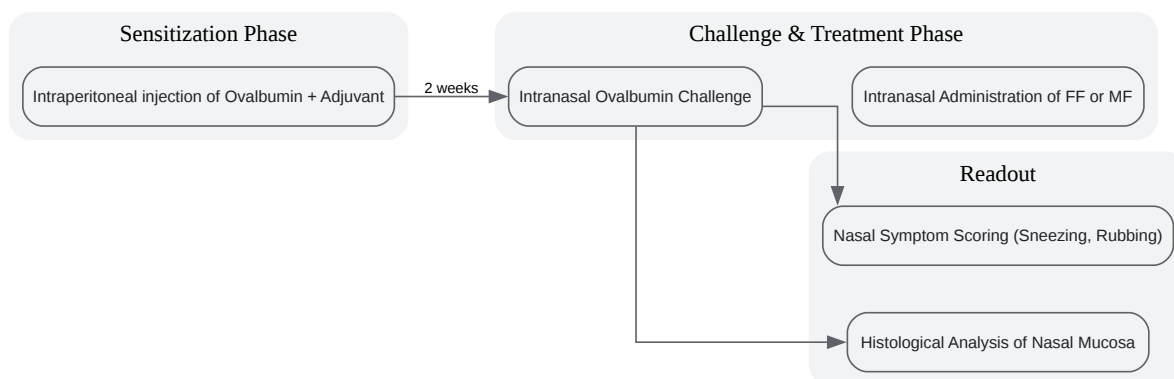 Sensitization Phase
Challenge & Treatment Phase
Intraperitoneal injection of Ovalbumin + Adjuvant
2 weeks
Intranasal Ovalbumin Challenge
Intranasal Administration of FF or MF
Readout
Nasal Symptom Scoring (Sneezing, Rubbing)
Histological Analysis of Nasal Mucosa